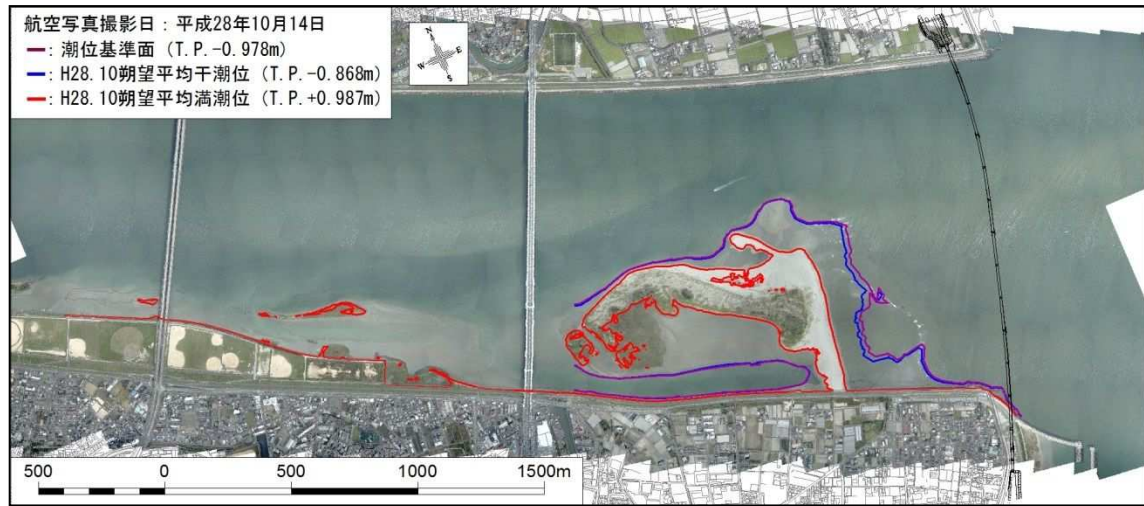 航空写真撮影日：平成28年10月14日
━：潮位基準面 (T.P.-0.978m)
━：H28.10朔望平均干潮位 (T.P.-0.868m)
━：H28.10朔望平均満潮位 (T.P.+0.987m)
N
E
W
S
500 0 500 1000 1500m